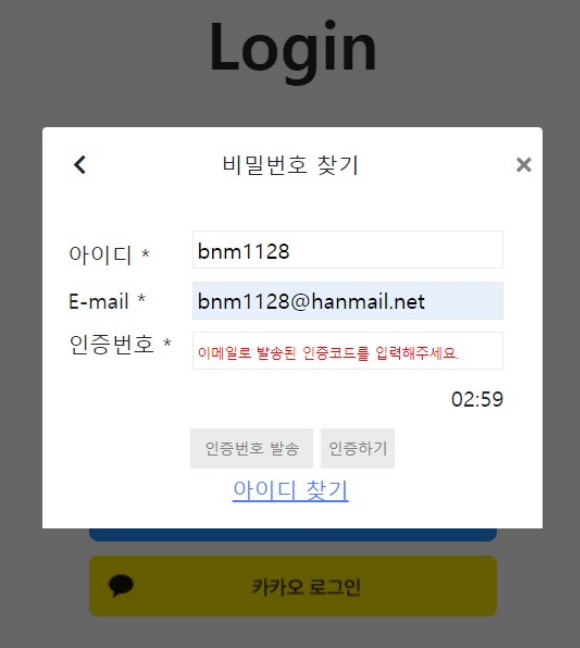 Login
비밀번호 찾기
아이디 * bnm1128
E-mail * bnm1128@hanmail.net
인증번호 * 이메일로 발송된 인증코드를 입력해주세요.
02:59
인증번호 발송 인증하기
아이디 찾기
카카오 로그인